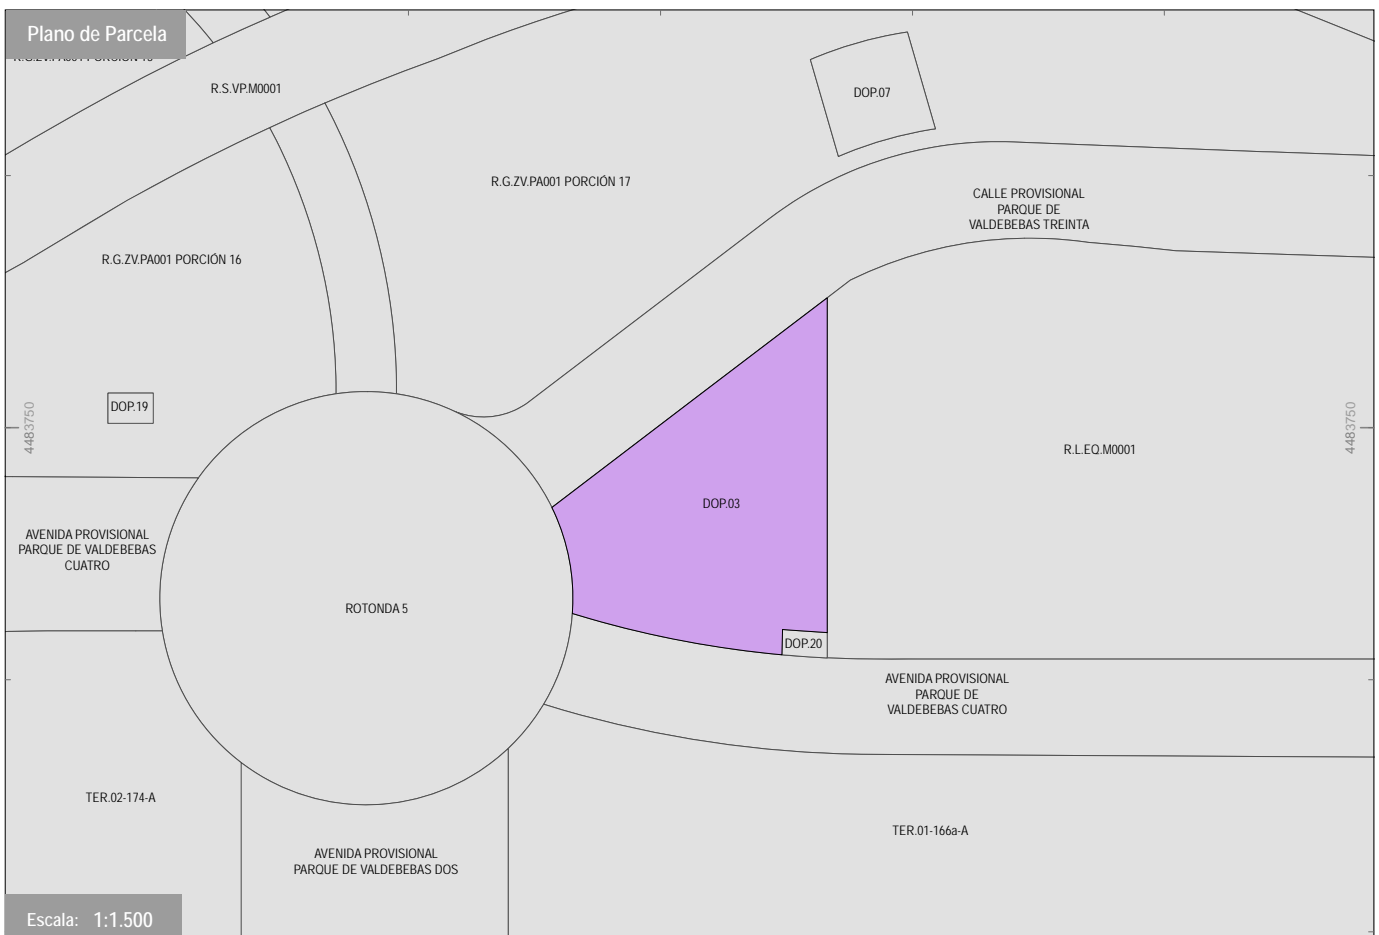 Plano de Parcela
R.S.VP.M0001
DOP.07
R.G.ZV.PA001 PORCIÓN 17
CALLE PROVISIONAL
PARQUE DE
VALDEBEBAS TREINTA
R.G.ZV.PA001 PORCIÓN 16
DOP.19
4483750
4483750
R.L.EQ.M0001
DOP.03
AVENIDA PROVISIONAL
PARQUE DE VALDEBEBAS
CUATRO
ROTONDA 5
DOP.20
AVENIDA PROVISIONAL
PARQUE DE
VALDEBEBAS CUATRO
TER.02-174-A
TER.01-166a-A
AVENIDA PROVISIONAL
PARQUE DE VALDEBEBAS DOS
Escala: 1:1.500